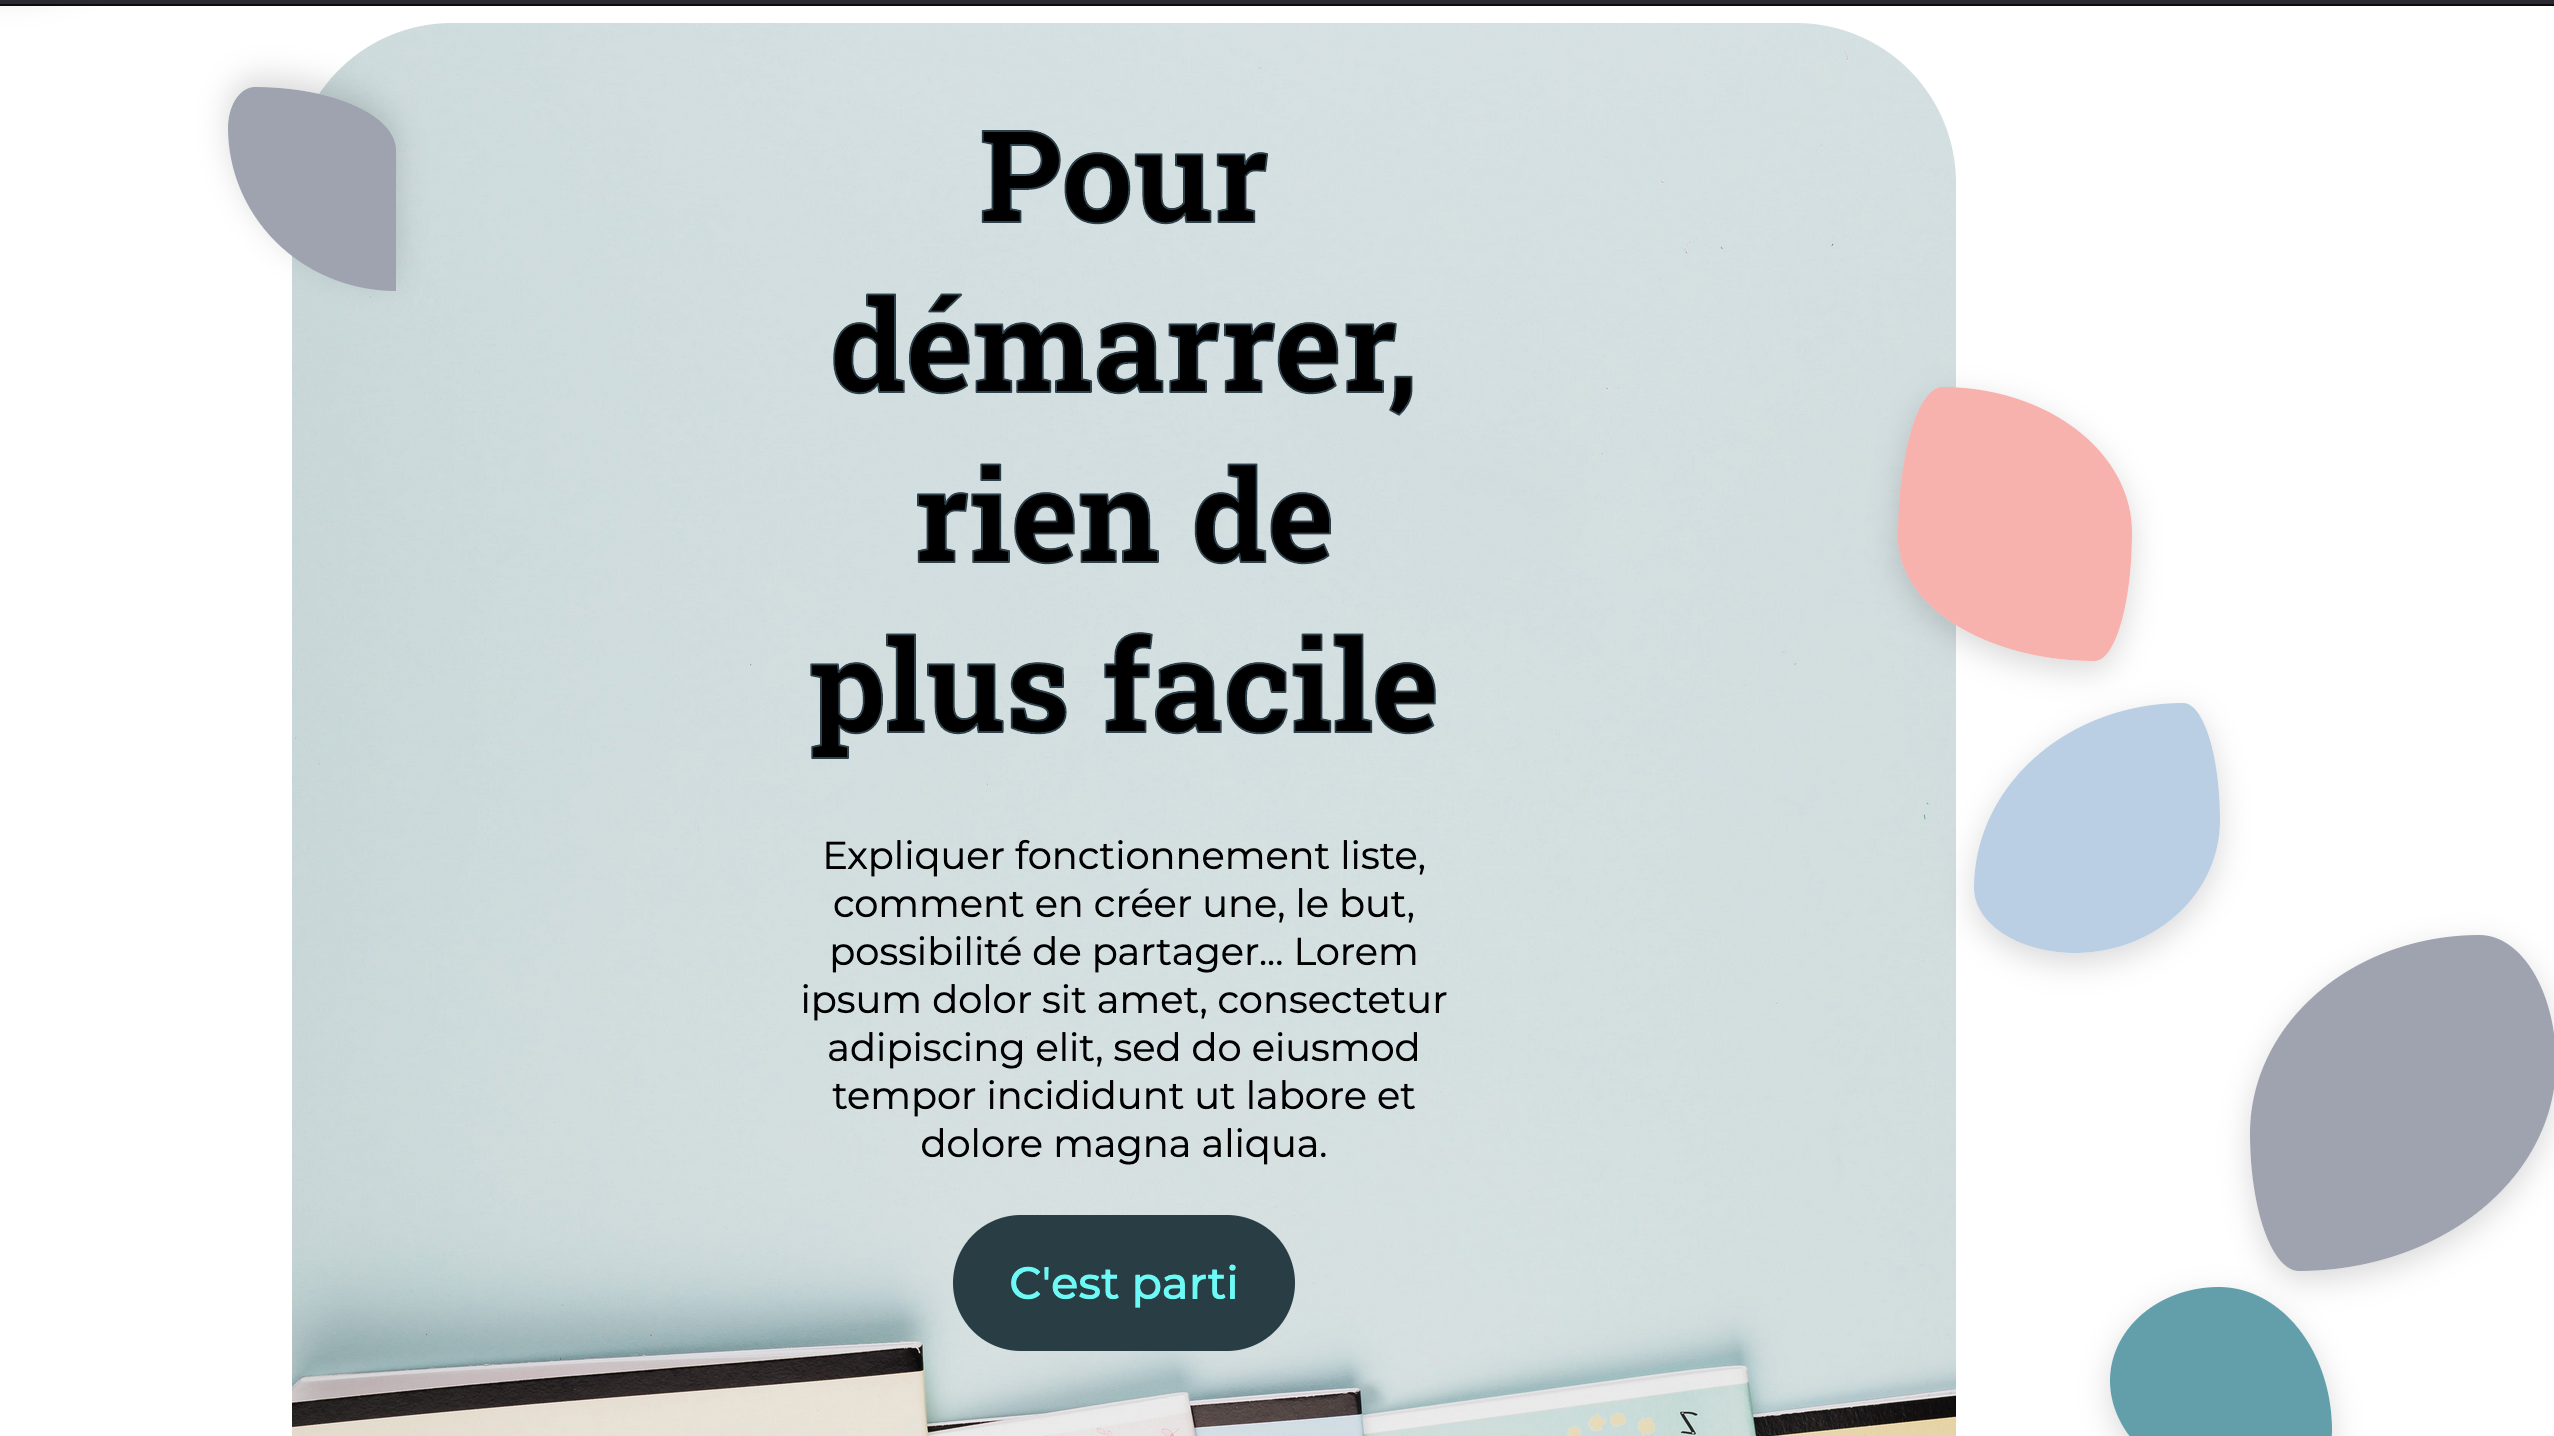 Pour
démarrer,
rien de
plus facile
Expliquer fonctionnement liste,
comment en créer une, le but,
possibilité de partager... Lorem
ipsum dolor sit amet, consectetur
adipiscing elit, sed do eiusmod
tempor incididunt ut labore et
dolore magna aliqua.
C'est parti